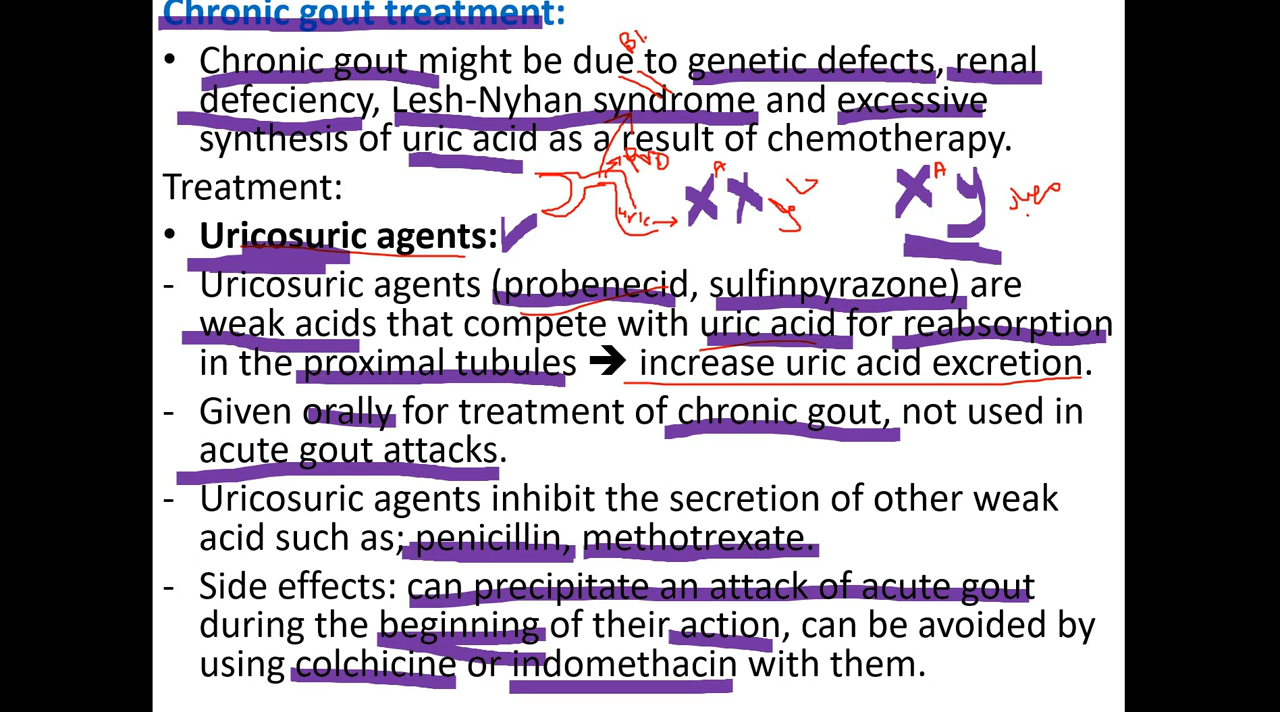 Chronic gout treatment:
• Chronic gout might be due to genetic defects, renal
defeciency, Lesh-Nyhan syndrome and excessive
synthesis of uric acid as a result of chemotherapy.
Treatment:
X A X y
X A y
uric
• Uricosuric agents:
- Uricosuric agents (probenecid, sulfinpyrazone) are
weak acids that compete with uric acid for reabsorption
in the proximal tubules ➔ increase uric acid excretion.
- Given orally for treatment of chronic gout, not used in
acute gout attacks.
- Uricosuric agents inhibit the secretion of other weak
acid such as; penicillin, methotrexate.
- Side effects: can precipitate an attack of acute gout
during the beginning of their action, can be avoided by
using colchicine or indomethacin with them.